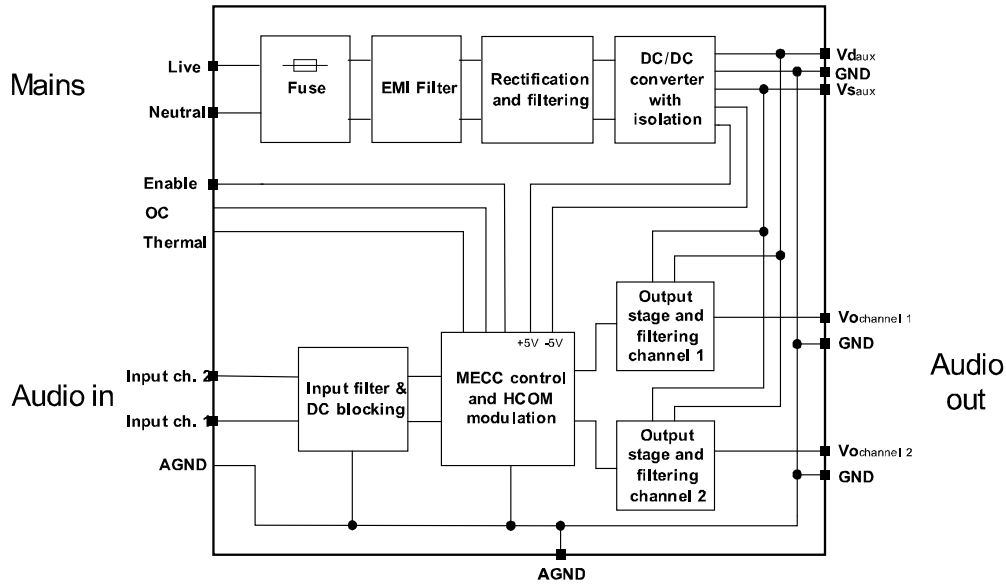 Mains
Live
Neutral
Fuse
EMI Filter
Rectification
and filtering
DC/DC
converter
with
isolation
Vdaux
GND
Vsaux
Enable
OC
Thermal
+5V -5V
MECC control
and HCOM
modulation
Output
stage and
filtering
channel 1
Vochannel 1
GND
Audio in
Input ch. 2
Input ch. 1
AGND
Input filter &
DC blocking
Output
stage and
filtering
channel 2
Vochannel 2
GND
Audio
out
AGND